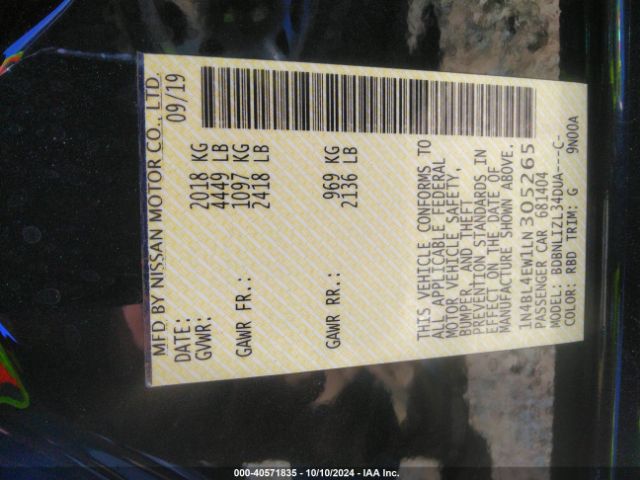 MFD BY NISSAN MOTOR CO., LTD.
DATE: 09/19
GVWR: 2018 KG
4449 LB
GAWR FR.: 1097 KG
2418 LB
GAWR RR.: 969 KG
2136 LB
THIS VEHICLE CONFORMS TO
ALL APPLICABLE FEDERAL
MOTOR VEHICLE SAFETY,
BUMPER, AND THEFT
PREVENTION STANDARDS IN
EFFECT ON THE DATE OF
MANUFACTURE SHOWN ABOVE.
1N4BL4EW1LN305265
PASSENGER CAR 681404
MODEL: BDBNLIZL34DUA----C-
COLOR: RBD TRIM: G 9N00A
000-40571835 - 10/10/2024 - IAA Inc.